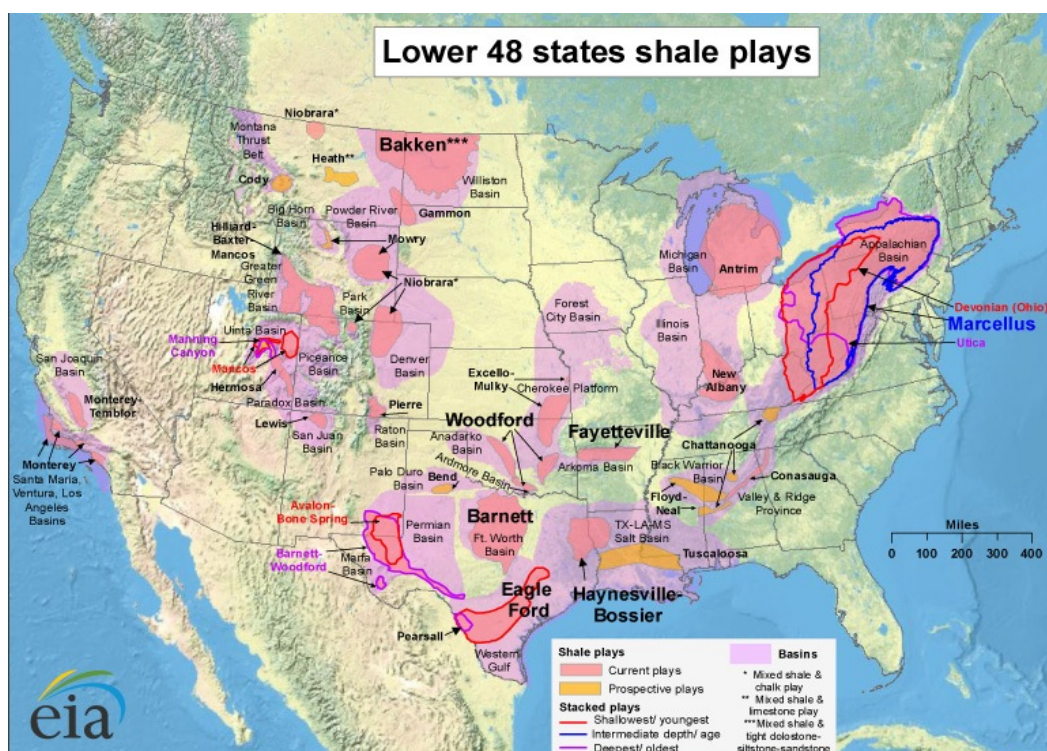 Lower 48 states shale plays
Niobrara*
Montana
Thrust
Belt
Bakken***
Heath**
Cody
Williston
Basin
Big Horn
Basin
Powder River
Basin
Gammon
Hilliard-
Baxter-
Mancos
Mowry
Greater
Green
River
Basin
Niobrara*
Park
Basin
Michigan
Basin
Antrim
Appalachian
Basin
Devonian (Ohio)
Marcellus
Utica
Forest
City Basin
Illinois
Basin
Uinta Basin
Manning
Canyon
Mancos
Piceance
Basin
Denver
Basin
San Joaquin
Basin
Hermosa
Paradox Basin
Excello-
Mulky
Cherokee Platform
New
Albany
Monterey-
Temblor
Lewis
San Juan
Basin
Pierre
Raton
Basin
Woodford
Anadarko
Basin
Fayetteville
Chattanooga
Monterey
Santa Maria,
Ventura, Los
Angeles
Basins
Ardmore Basin
Arkoma Basin
Black Warrior
Basin
Conasauga
Palo Duro
Basin
Bend
Floyd-
Neal
Valley & Ridge
Province
Avalon-
Bone Spring
Permian
Basin
Barnett
Ft. Worth
Basin
TX-LA-MS
Salt Basin
Tuscaloosa
Miles
0 100 200 300 400
Barnett-
Woodford
Marfa
Basin
Eagle
Ford
Haynesville-
Bossier
Pearsall
Western
Gulf
Shale plays
Current plays
Prospective plays
Stacked plays
Shallowest/ youngest
Intermediate depth/ age
Deepest/ oldest
Basins
* Mixed shale &
chalk play
** Mixed shale &
limestone play
***Mixed shale &
tight dolostone-
siltstone-sandstone
eia